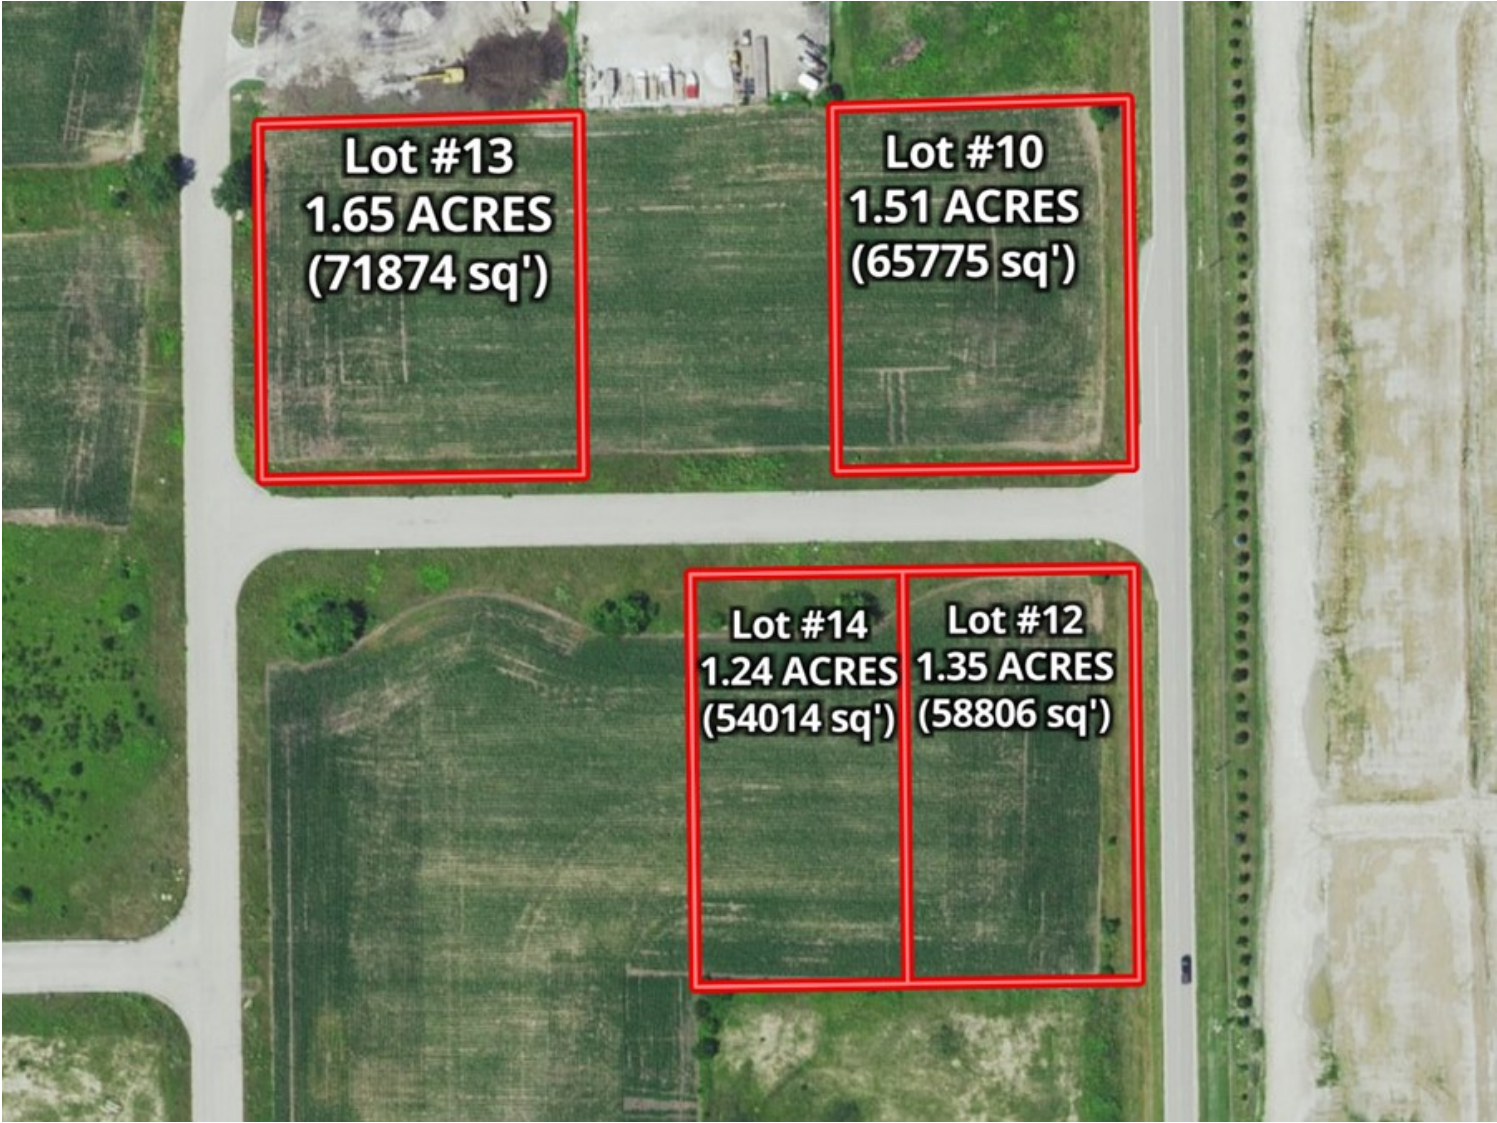 Lot #13
1.65 ACRES
(71874 sq')
Lot #10
1.51 ACRES
(65775 sq')
Lot #14
1.24 ACRES
(54014 sq')
Lot #12
1.35 ACRES
(58806 sq')